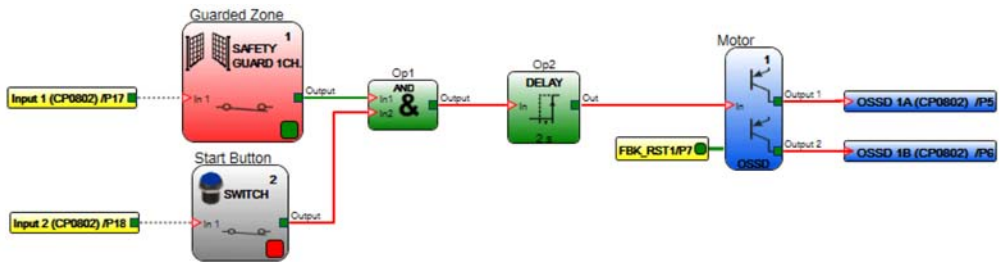 Guarded Zone
1
SAFETY
GUARD 1CH.
Input 1 (CP0802) /P17
In 1
Output
Start Button
2
SWITCH
Input 2 (CP0802) /P18
In 1
Output
Op1
AND
In1
&
In2
Output
Op2
DELAY
In
Out
2 s
Motor
1
In
Output 1
Output 2
OSSD
FBK_RST1/P7
OSSD 1A (CP0802) /P5
OSSD 1B (CP0802) /P6